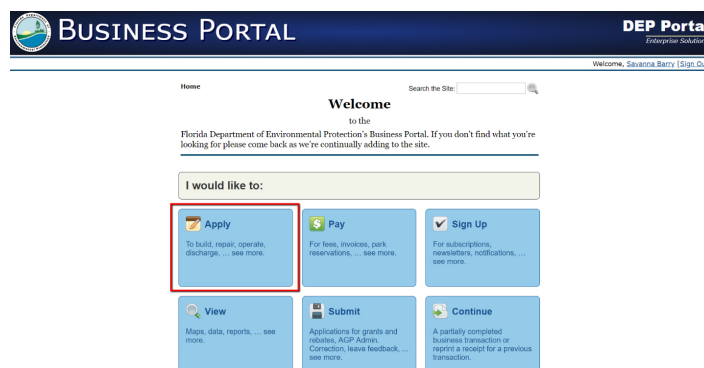 BUSINESS PORTAL
DEP Porta
Enterprise Solution
Welcome, Savanna Barry [Sign Ou
Home
Search the Site:
Welcome
to the
Florida Department of Environmental Protection's Business Portal. If you don't find what you're
looking for please come back as we're continually adding to the site.
I would like to:
Apply
To build, repair, operate,
discharge, … see more.
Pay
For fees, invoices, park
reservations, … see more.
Sign Up
For subscriptions,
newsletters, notifications, …
see more.
View
Maps, data, reports, … see
more.
Submit
Applications for grants and
rebates, AGP Admin.
Correction, leave feedback, …
see more.
Continue
A partially completed
business transaction or
reprint a receipt for a previous
transaction.